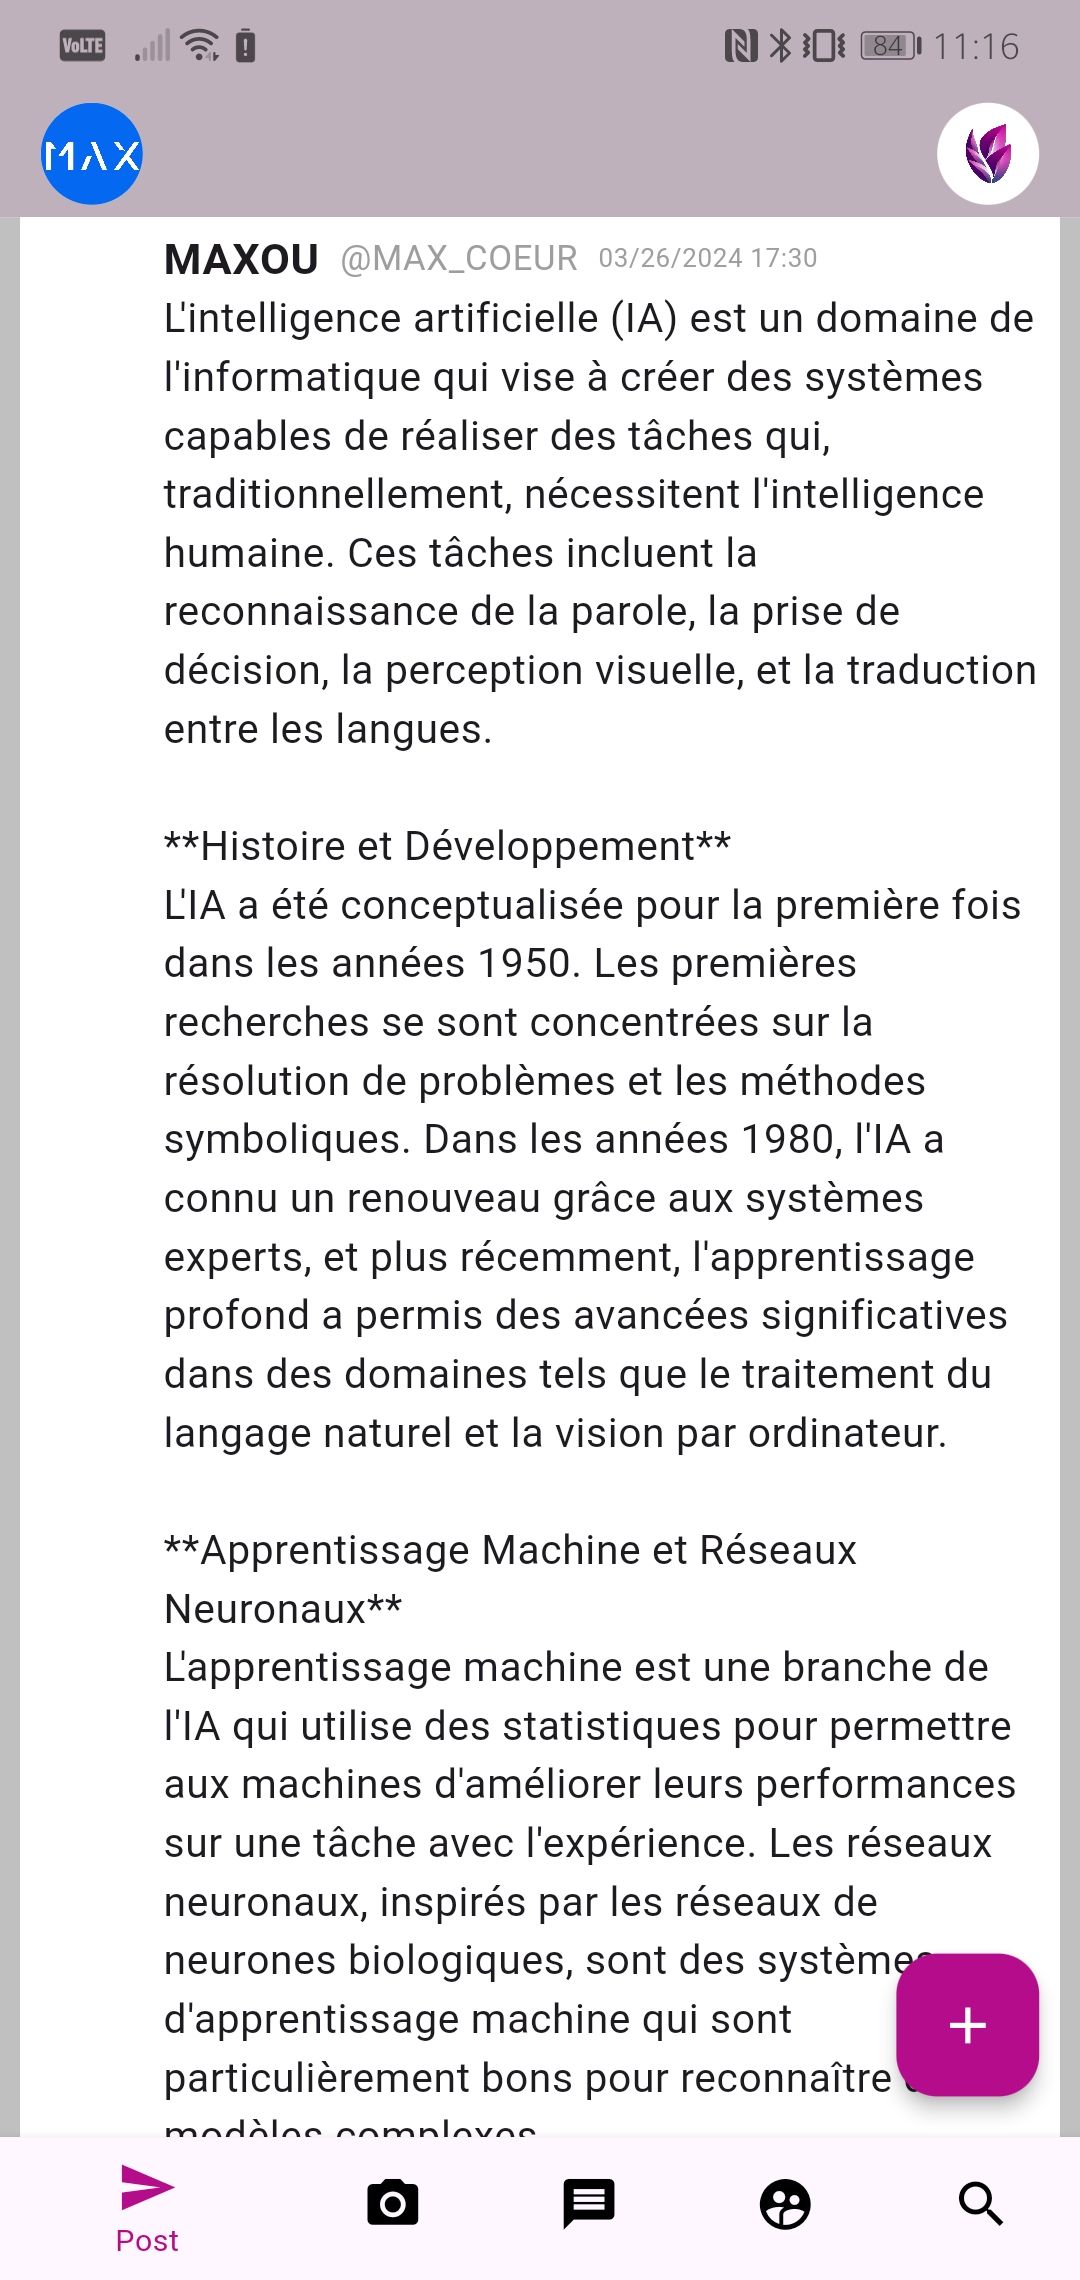 VoLTE
84 11:16
MAX
MAXOU @MAX_COEUR 03/26/2024 17:30
L'intelligence artificielle (IA) est un domaine de
l'informatique qui vise à créer des systèmes
capables de réaliser des tâches qui,
traditionnellement, nécessitent l'intelligence
humaine. Ces tâches incluent la
reconnaissance de la parole, la prise de
décision, la perception visuelle, et la traduction
entre les langues.
**Histoire et Développement**
L'IA a été conceptualisée pour la première fois
dans les années 1950. Les premières
recherches se sont concentrées sur la
résolution de problèmes et les méthodes
symboliques. Dans les années 1980, l'IA a
connu un renouveau grâce aux systèmes
experts, et plus récemment, l'apprentissage
profond a permis des avancées significatives
dans des domaines tels que le traitement du
langage naturel et la vision par ordinateur.
**Apprentissage Machine et Réseaux
Neuronaux**
L'apprentissage machine est une branche de
l'IA qui utilise des statistiques pour permettre
aux machines d'améliorer leurs performances
sur une tâche avec l'expérience. Les réseaux
neuronaux, inspirés par les réseaux de
neurones biologiques, sont des systèmes
d'apprentissage machine qui sont
particulièrement bons pour reconnaître
modèles complexes
Post